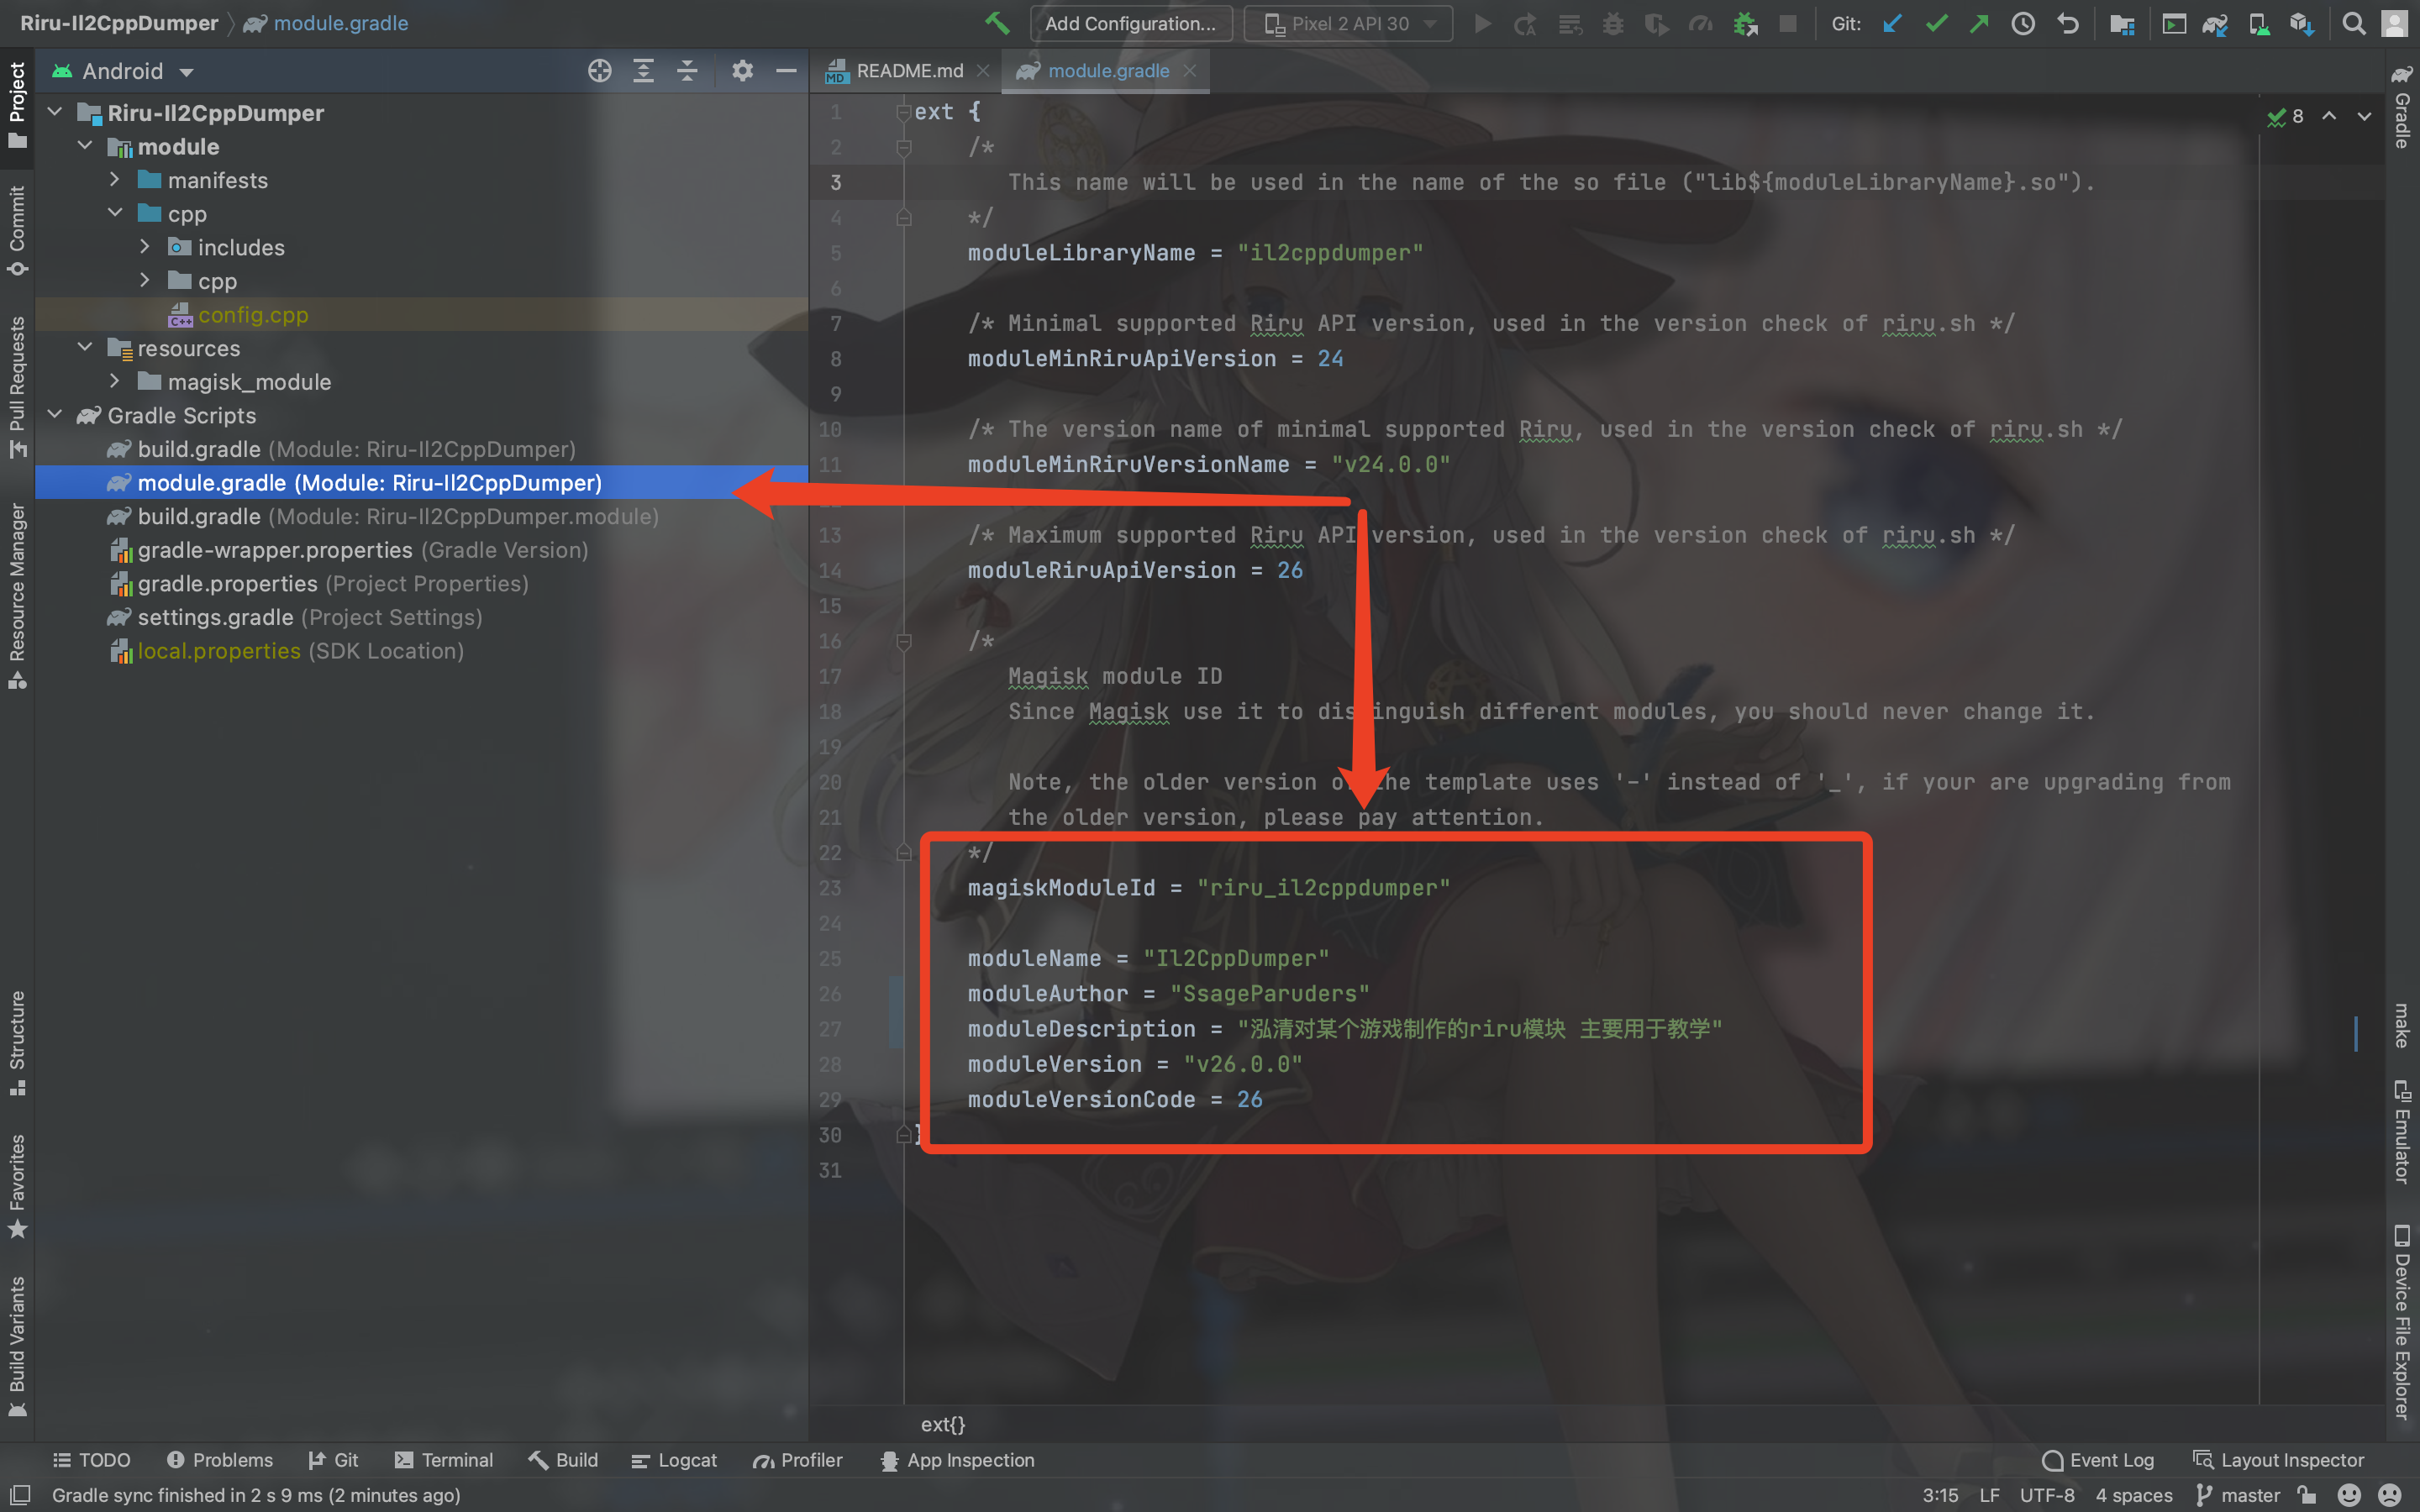 Riru-Il2CppDumper
module.gradle
Add Configuration...
Pixel 2 API 30
Git:
Project
Commit
Pull Requests
Resource Manager
Structure
Favorites
Build Variants
Android
Riru-Il2CppDumper
module
manifests
cpp
includes
cpp
config.cpp
resources
magisk_module
Gradle Scripts
build.gradle (Module: Riru-Il2CppDumper)
module.gradle (Module: Riru-Il2CppDumper)
build.gradle (Module: Riru-Il2CppDumper.module)
gradle-wrapper.properties (Gradle Version)
gradle.properties (Project Properties)
settings.gradle (Project Settings)
local.properties (SDK Location)
README.md
module.gradle
8
1 ext {
2 /*
3 This name will be used in the name of the so file ("lib${moduleLibraryName}.so").
4 */
5 moduleLibraryName = "il2cppdumper"
6
7 /* Minimal supported Riru API version, used in the version check of riru.sh */
8 moduleMinRiruApiVersion = 24
9
10 /* The version name of minimal supported Riru, used in the version check of riru.sh */
11 moduleMinRiruVersionName = "v24.0.0"
13 /* Maximum supported Riru API version, used in the version check of riru.sh */
14 moduleRiruApiVersion = 26
15
16 /*
17 Magisk module ID
18 Since Magisk use it to distinguish different modules, you should never change it.
19
20 Note, the older version of the template uses '-' instead of '_', if your are upgrading from
21 the older version, please pay attention.
22 */
23 magiskModuleId = "riru_il2cppdumper"
24
25 moduleName = "Il2CppDumper"
26 moduleAuthor = "SsageParuders"
27 moduleDescription = "泓清对某个游戏制作的riru模块 主要用于教学"
28 moduleVersion = "v26.0.0"
29 moduleVersionCode = 26
30 }
31
ext{}
Gradle
make
Emulator
Device File Explorer
TODO
Problems
Git
Terminal
Build
Logcat
Profiler
App Inspection
Event Log
Layout Inspector
Gradle sync finished in 2 s 9 ms (2 minutes ago)
3:15
LF
UTF-8
4 spaces
master